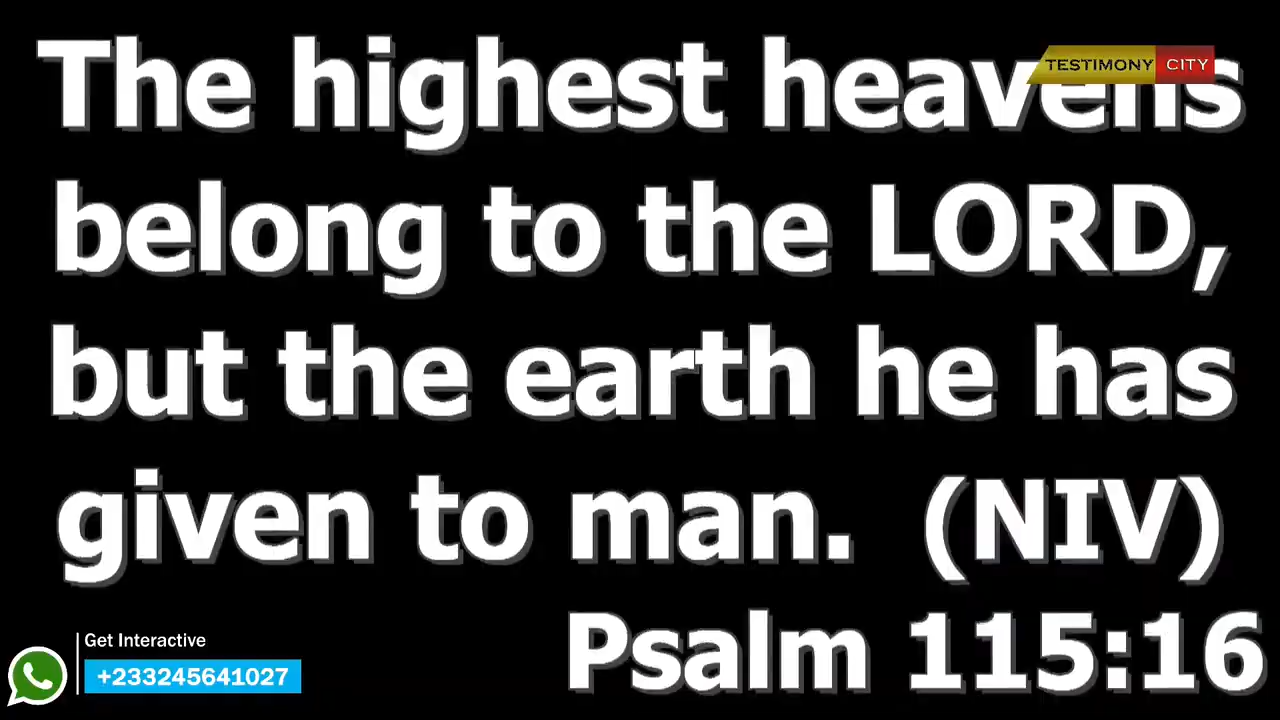 The highest heavens
TESTIMONY CITY
belong to the LORD,
but the earth he has
given to man. (NIV)
Psalm 115:16
Get Interactive
+233245641027